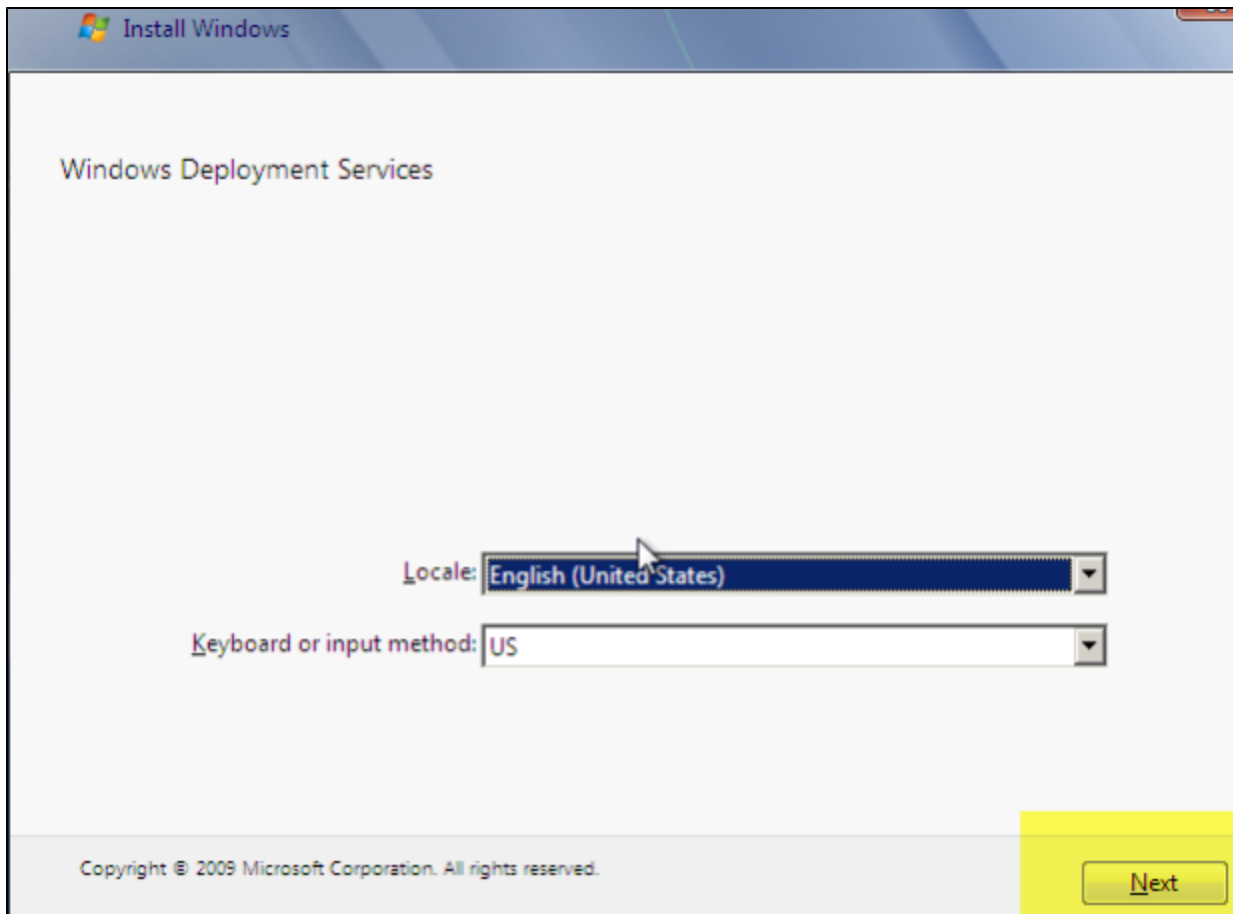 Install Windows
Windows Deployment Services
Locale: English (United States)
Keyboard or input method: US
Copyright © 2009 Microsoft Corporation. All rights reserved.
Next